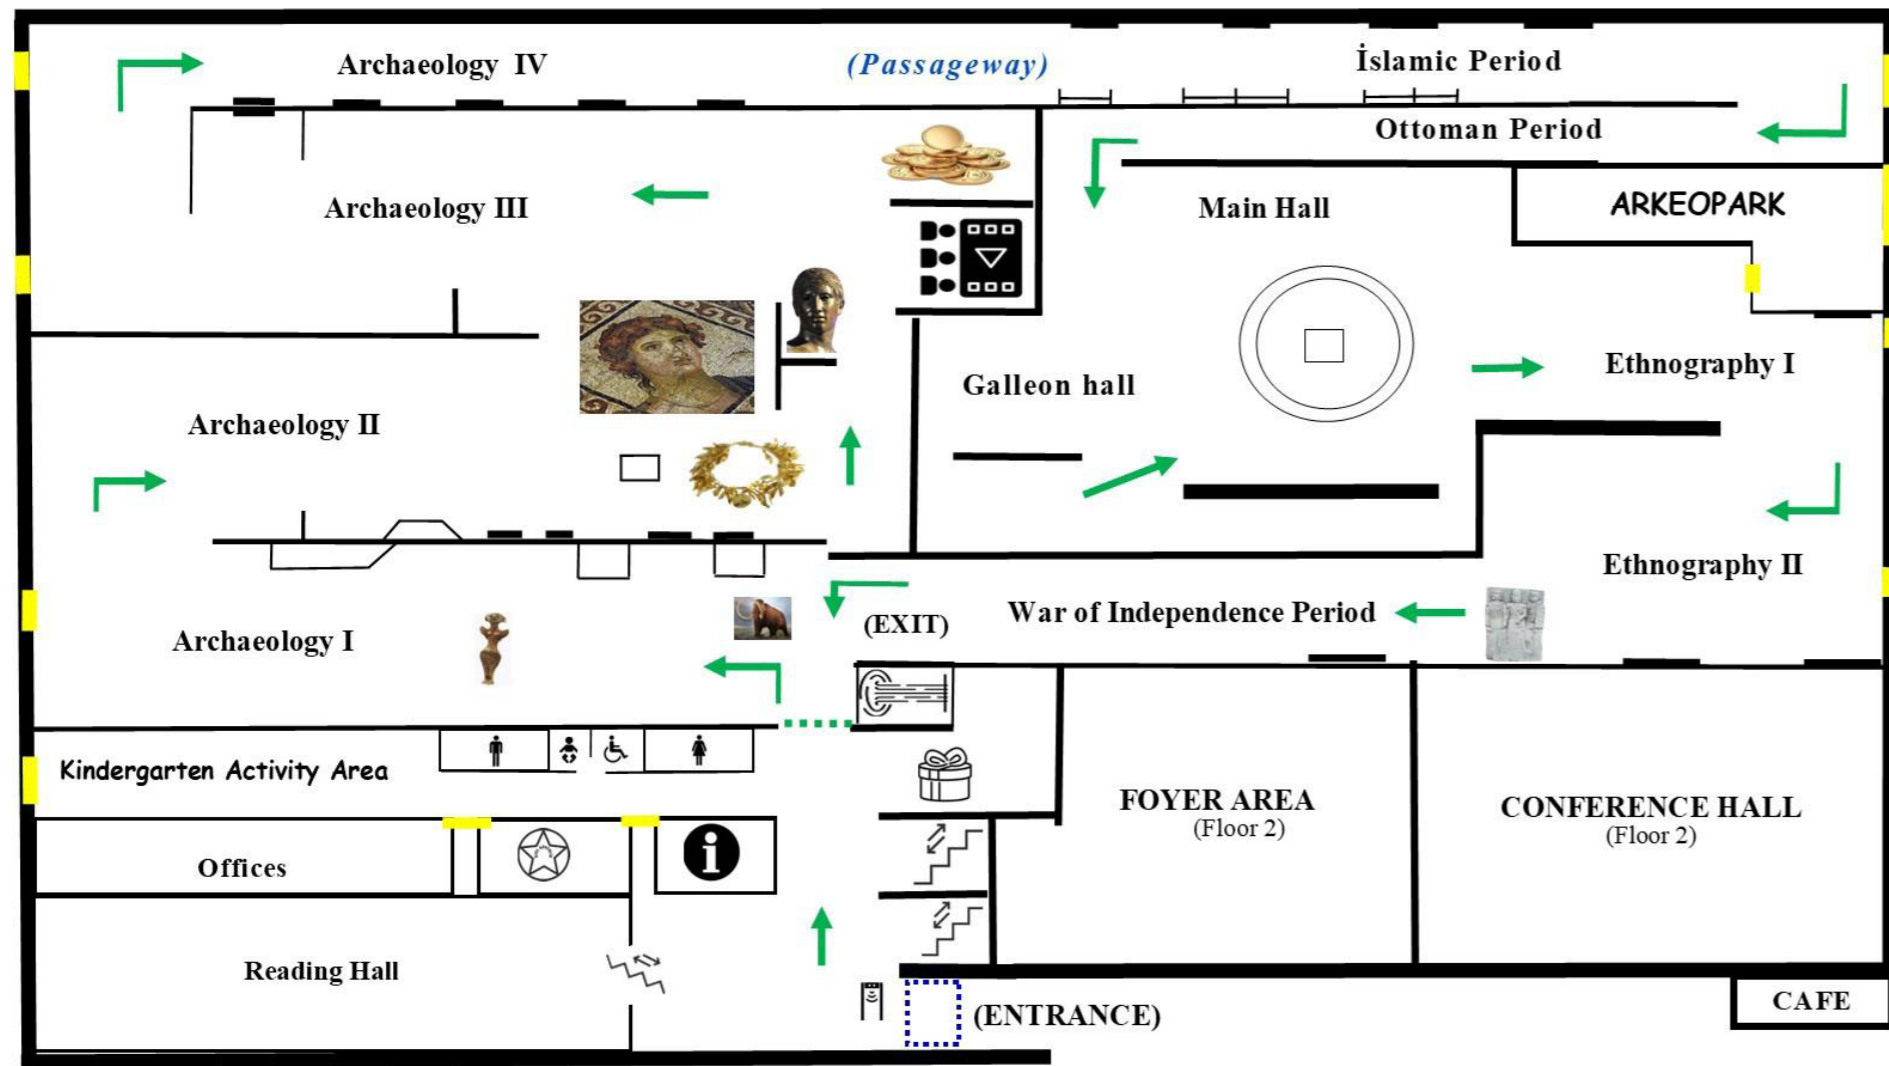 Archaeology IV
(Passageway)
İslamic Period
Ottoman Period
Archaeology III
Main Hall
ARKEOPARK
Galleon hall
Ethnography I
Archaeology II
Ethnography II
War of Independence Period
(EXIT)
Archaeology I
Kindergarten Activity Area
FOYER AREA
(Floor 2)
CONFERENCE HALL
(Floor 2)
Offices
i
Reading Hall
(ENTRANCE)
CAFE